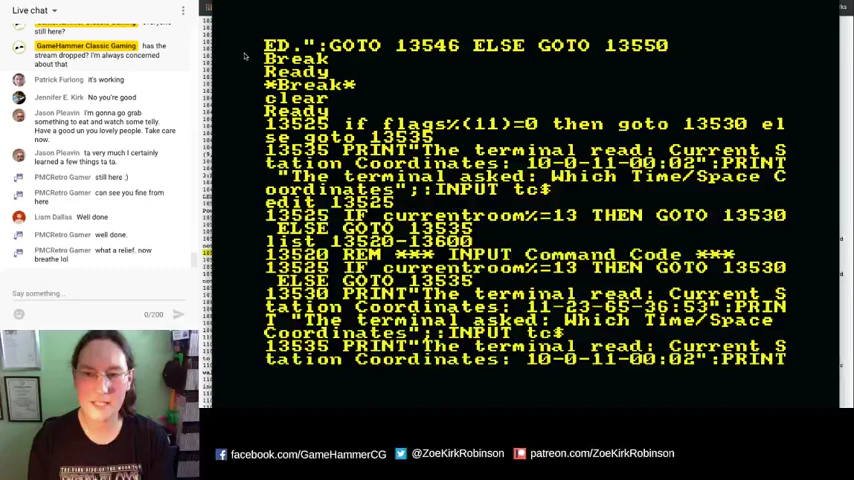 Live chat
GameHammer Classic Gaming everyone
still here?
GameHammer Classic Gaming has the
stream dropped? I'm always concerned
about that
Patrick Furlong it's working
Jennifer E. Kirk No you're good
Jason Pleavin I'm gonna go grab
something to eat and watch some telly.
Have a good un you lovely people. Take care
now.
Jason Pleavin ta very much I certainly
learned a few things ta ta.
PMCRetro Gamer still here :)
PMCRetro Gamer can see you fine from
here
Liam Dallas Well done
PMCRetro Gamer well done.
PMCRetro Gamer what a relief. now
breathe lol
Say something...
0/200
ED.":GOTO 13546 ELSE GOTO 13550
Break
Ready
*Break*
clear
Ready
13525 if flags%(11)=0 then goto 13530 el
se goto 13535
13535 PRINT"The terminal read: Current S
tation Coordinates: 10-0-11-00:02":PRINT
"The terminal asked: Which Time/Space C
oordinates";:INPUT tc$
edit 13525
13525 IF currentroom%=13 THEN GOTO 13530
ELSE GOTO 13535
list 13520-13600
13520 REM *** INPUT Command Code ***
13525 IF currentroom%=13 THEN GOTO 13530
ELSE GOTO 13535
13530 PRINT"The terminal read: Current S
tation Coordinates: 11-23-65-36:53":PRIN
T "The terminal asked: Which Time/Space
Coordinates";:INPUT tc$
13535 PRINT"The terminal read: Current S
tation Coordinates: 10-0-11-00:02":PRINT
facebook.com/GameHammerCG @ZoeKirkRobinson patreon.com/ZoeKirkRobinson